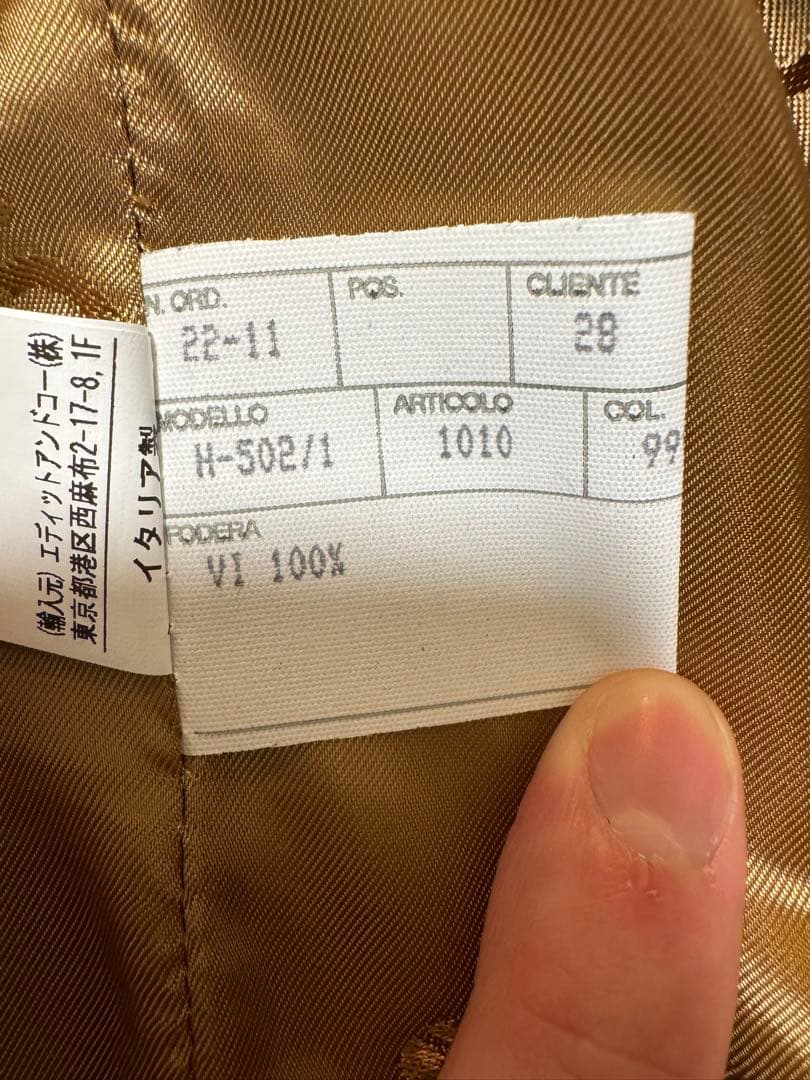 N. ORD.
22-11
POS.
CLIENTE
28
MODELLO
H-502/1
ARTICOLO
1010
COL.
99
FODERA
VI 100%
(輸入元) エディットアンドコー(株)
東京都港区西麻布2-17-8, 1F
イタリア製